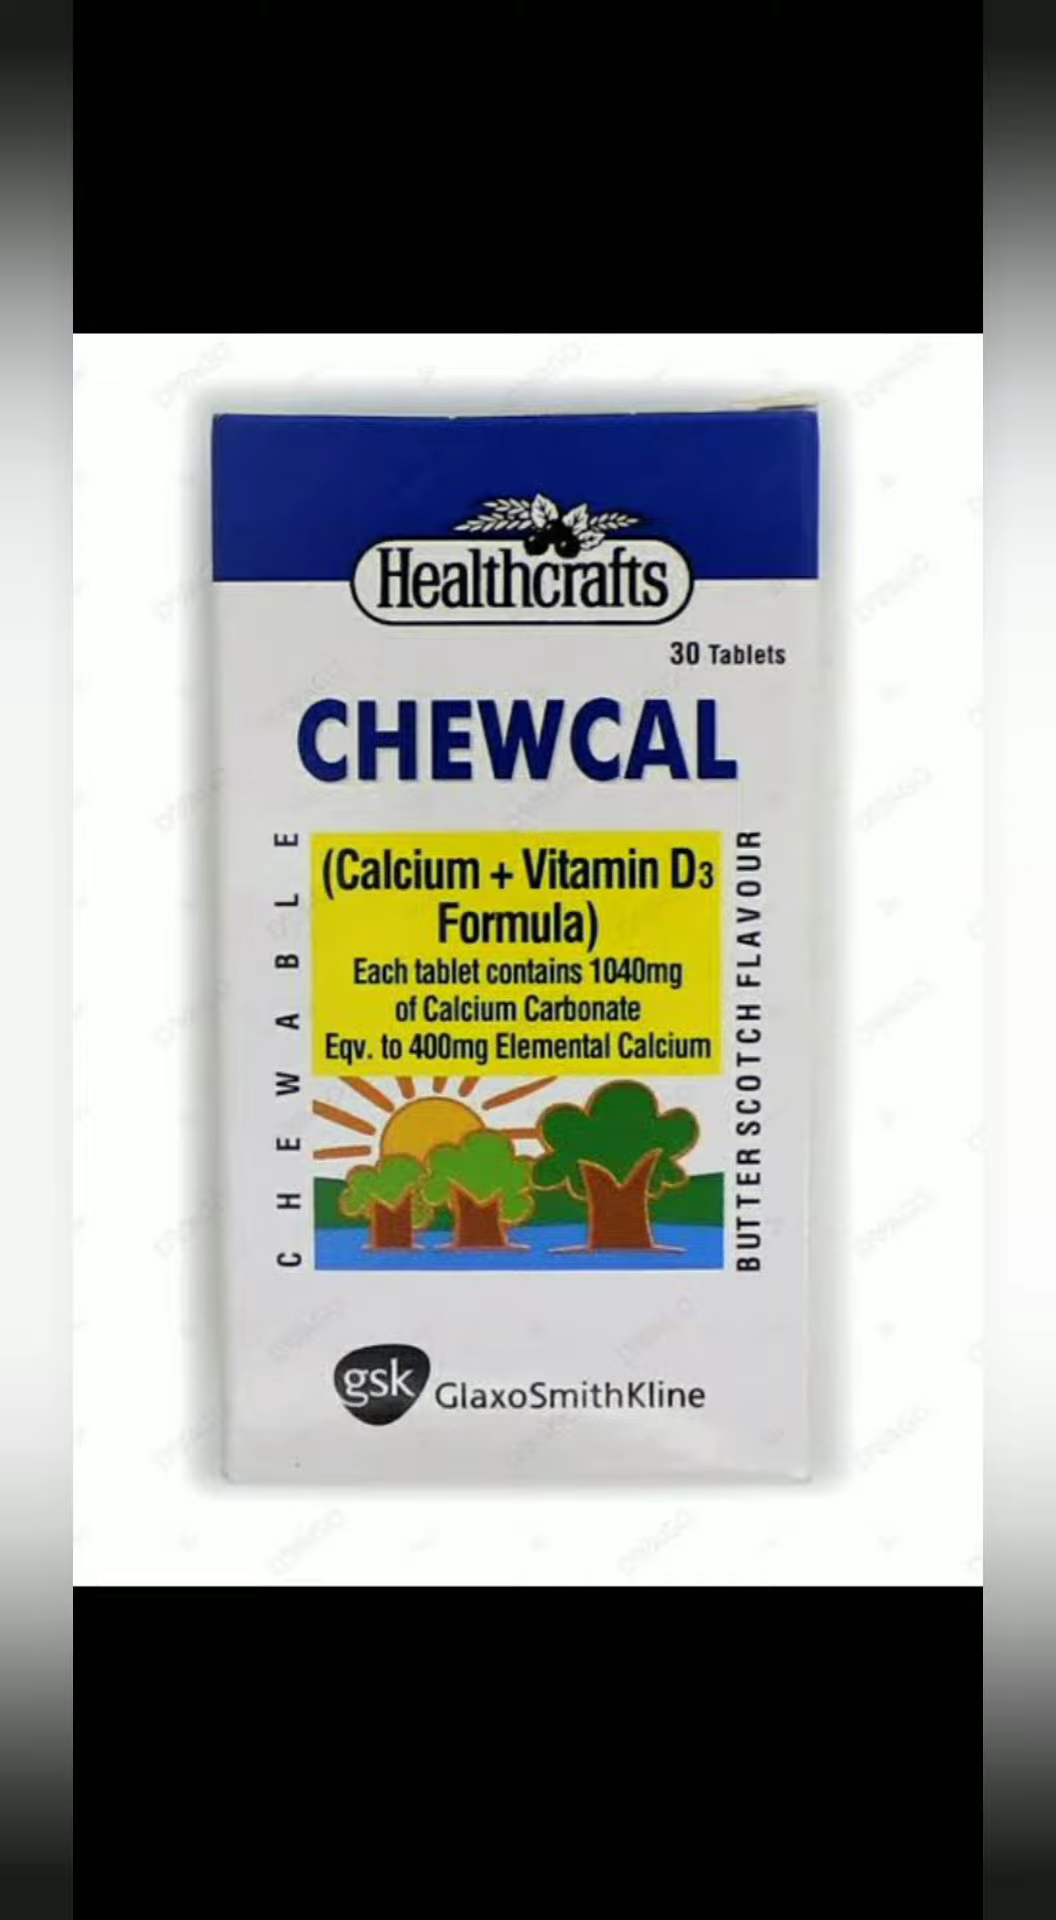 Healthcrafts
30 Tablets
CHEWCAL
CHEWABLE
(Calcium + Vitamin D3
Formula)
Each tablet contains 1040mg
of Calcium Carbonate
Eqv. to 400mg Elemental Calcium
BUTTER SCOTCH FLAVOUR
gsk GlaxoSmithKline